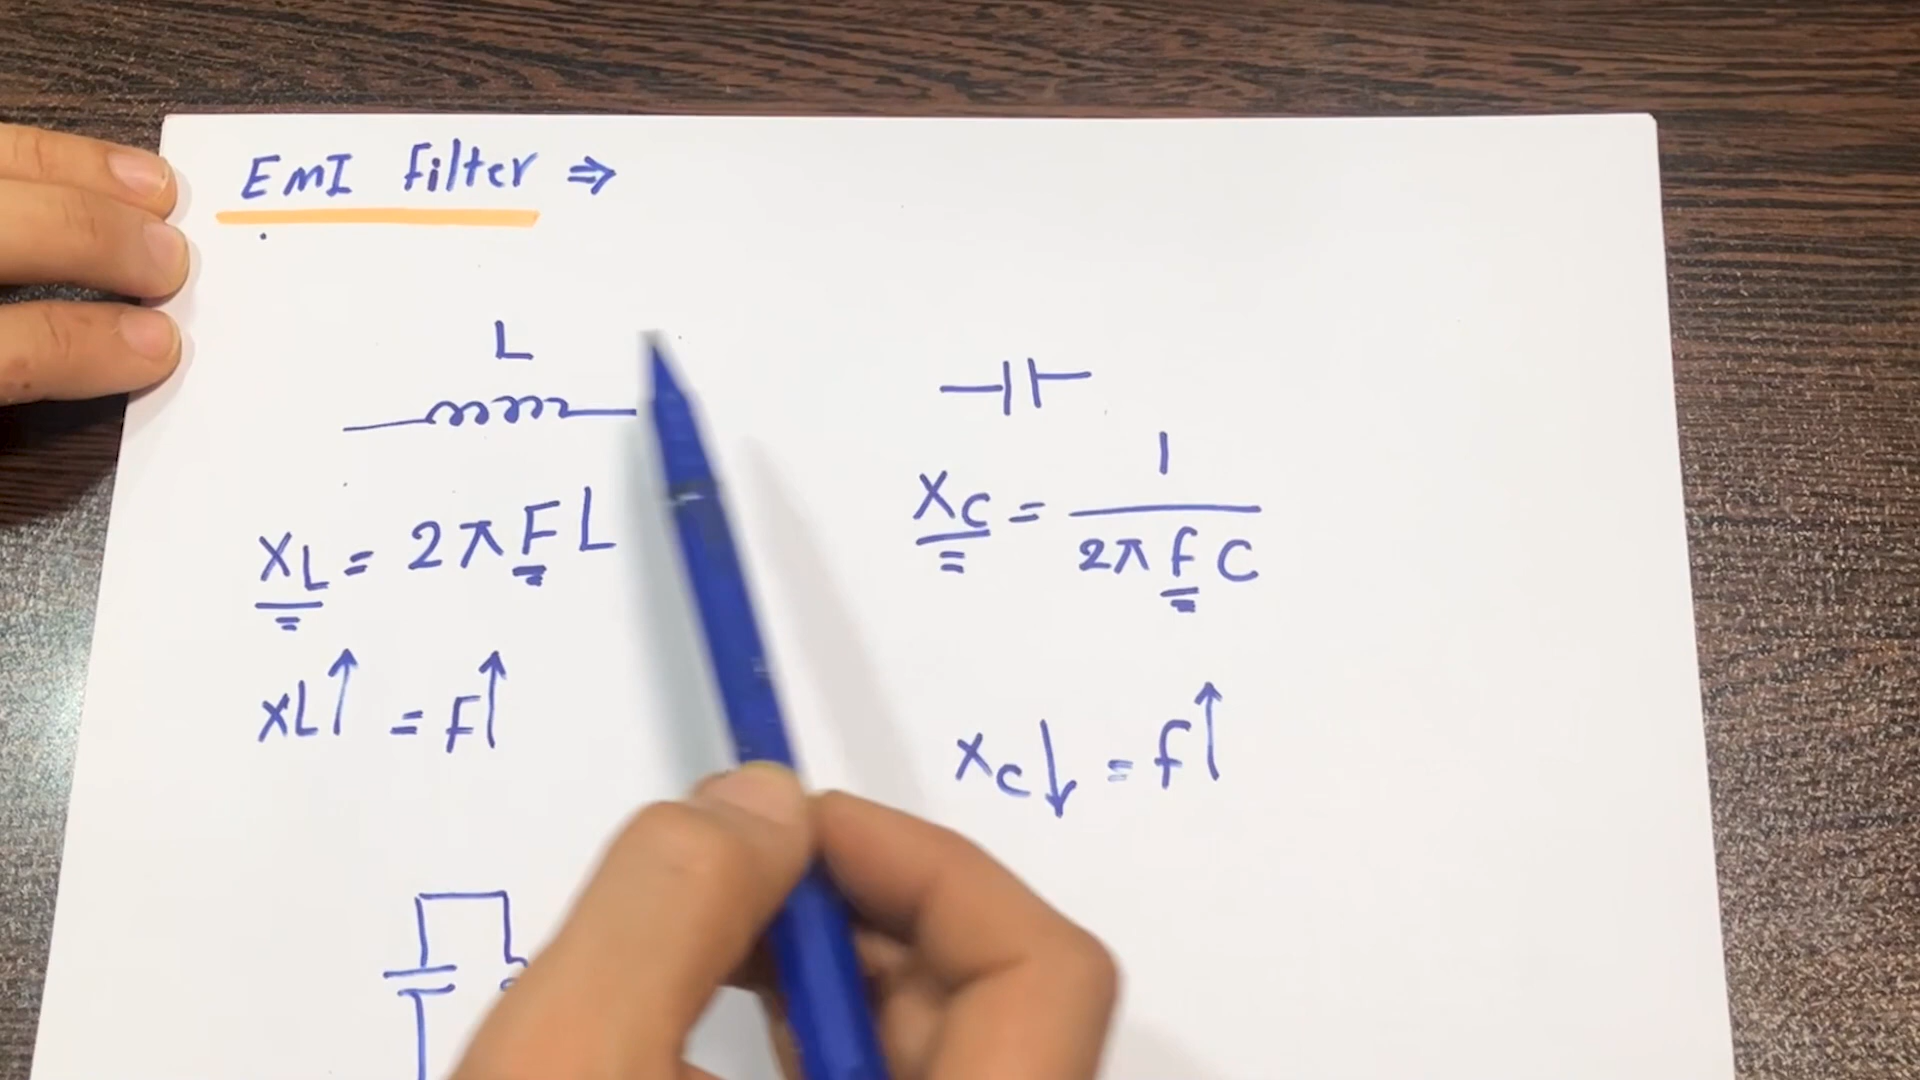 EmI Filter ⇒
L
XL = 2πFL
XL↑ = F↑
Xc = 1 / 2πfC
Xc↓ = f↑